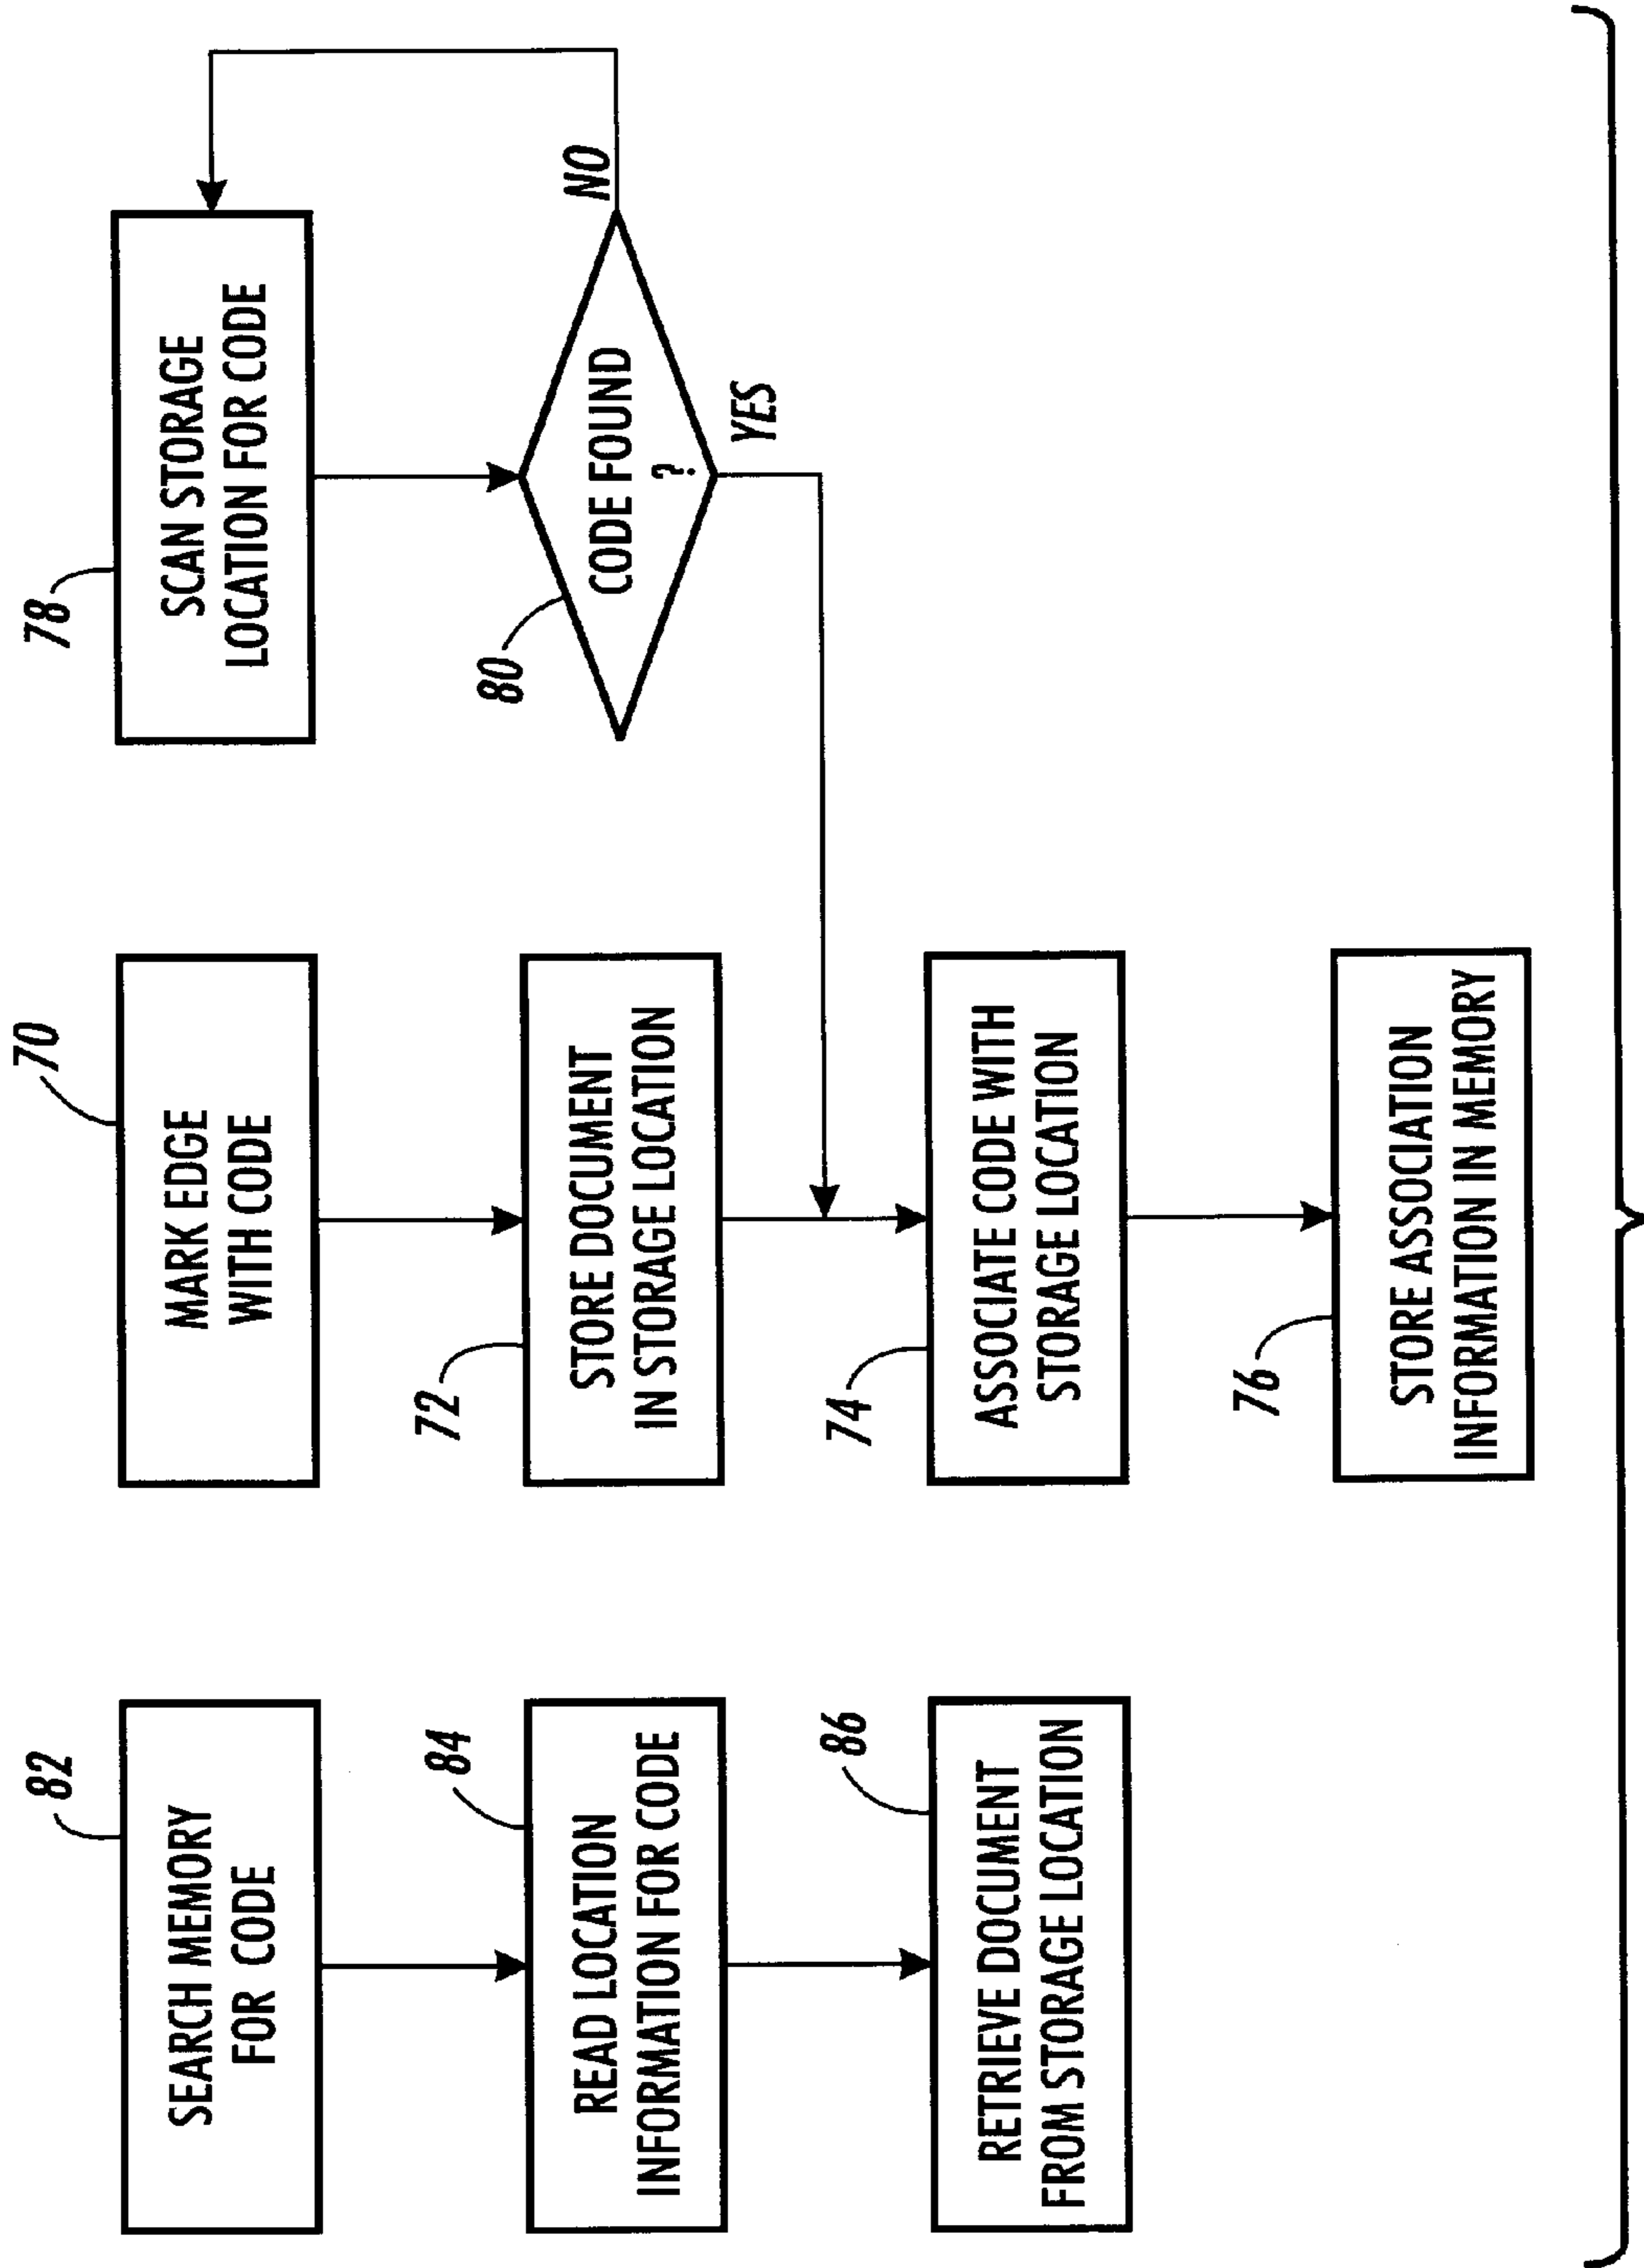 82
SEARCH MEMORY
FOR CODE
84
READ LOCATION
INFORMATION FOR CODE
86
RETRIEVE DOCUMENT
FROM STORAGE LOCATION
70
MARK EDGE
WITH CODE
72
STORE DOCUMENT
IN STORAGE LOCATION
74
ASSOCIATE CODE WITH
STORAGE LOCATION
76
STORE ASSOCIATION
INFORMATION IN MEMORY
78
SCAN STORAGE
LOCATION FOR CODE
80
CODE FOUND
?
NO
YES